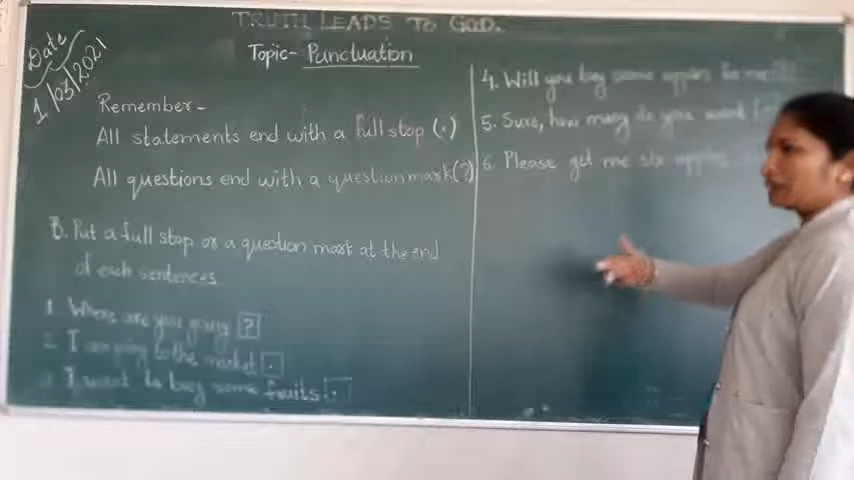 TRUTH LEADS TO GOD.
Date
1/03/2021
Topic- Punctuation
Remember-
All statements end with a full stop (.)
All questions end with a question mark (?)
B. Put a full stop or a question mark at the end
of each sentences
1. Where are you going ?
2. I am going to the market .
3. I want to buy some fruits .
4. Will you buy some apples
5. Sure, how many do you want
6. Please get me six apples